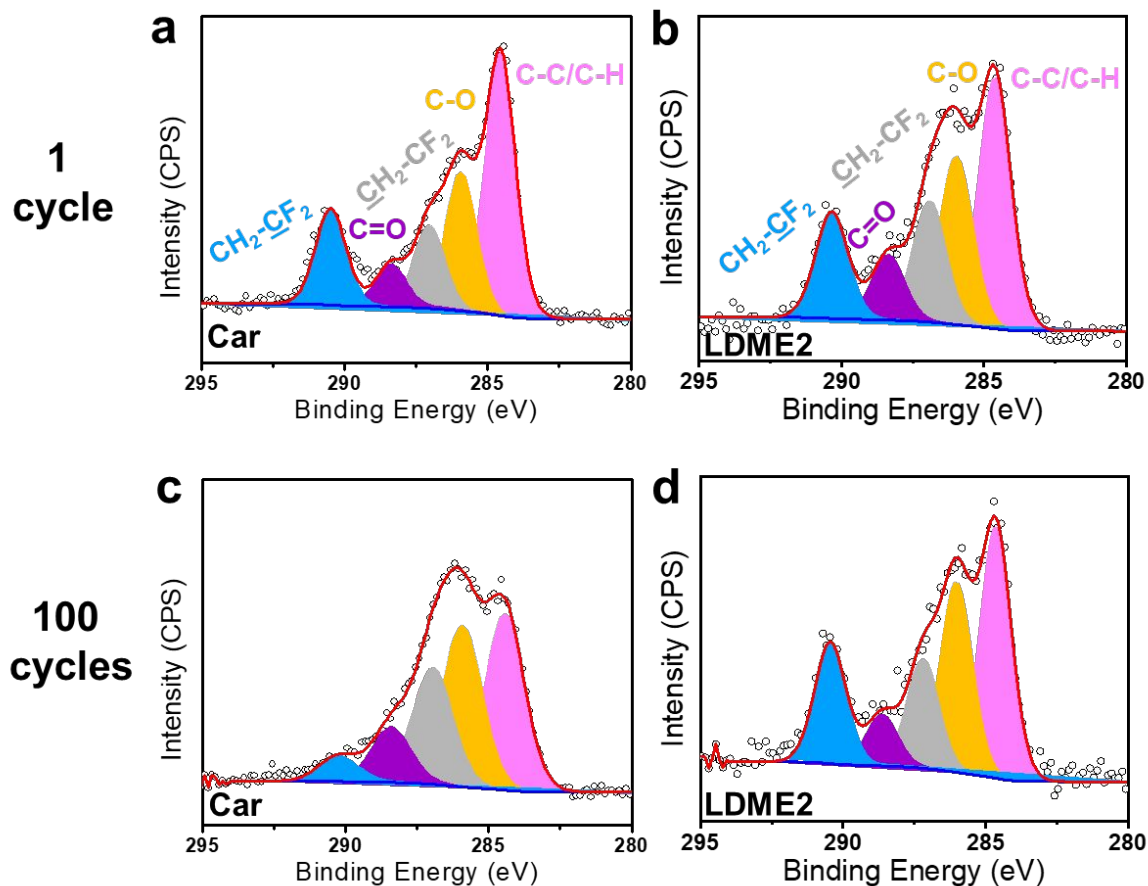 1
cycle
a
C-C/C-H
C-O
CH₂-CF₂
C=O
CH₂-CF₂
Car
Intensity (CPS)
295 290 285 280
Binding Energy (eV)
b
C-C/C-H
C-O
CH₂-CF₂
C=O
CH₂-CF₂
LDME2
Intensity (CPS)
295 290 285 280
Binding Energy (eV)
100
cycles
c
Car
Intensity (CPS)
295 290 285 280
Binding Energy (eV)
d
LDME2
Intensity (CPS)
295 290 285 280
Binding Energy (eV)